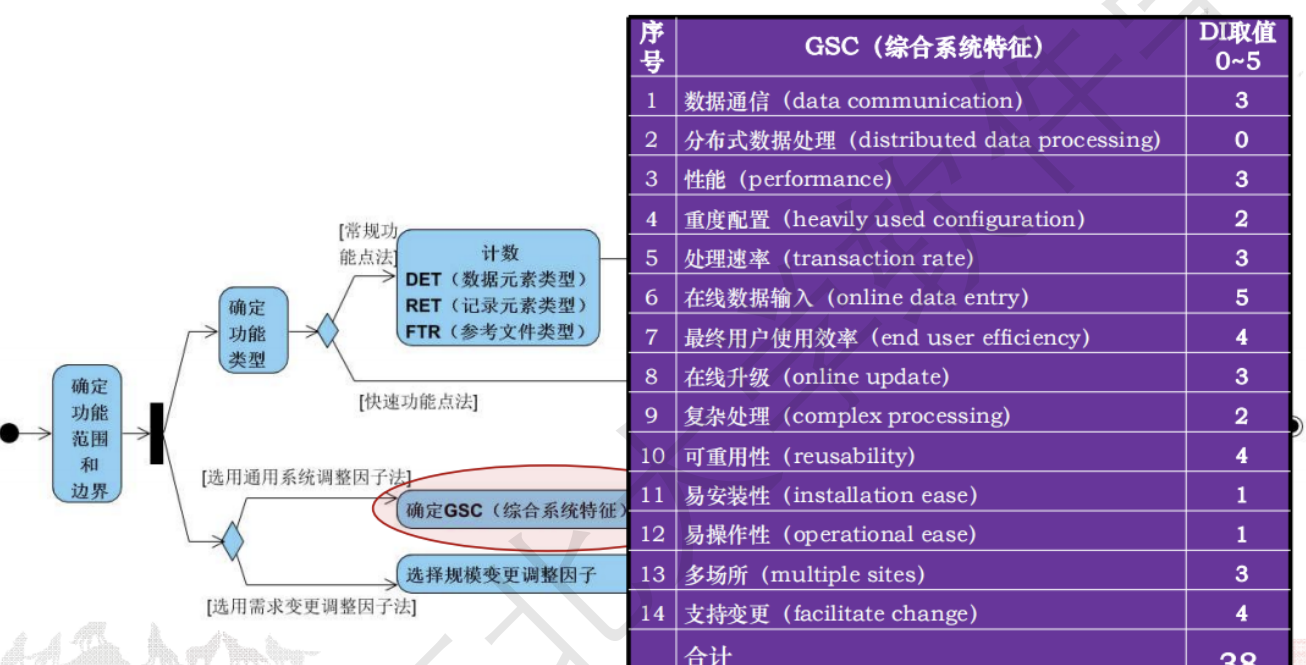 [常规功
能点法]
计数
DET（数据元素类型）
RET（记录元素类型）
FTR（参考文件类型）
确定
功能
类型
[快速功能点法]
确定
功能
范围
和
边界
[选用通用系统调整因子法]
确定GSC（综合系统特征）
选择规模变更调整因子
[选用需求变更调整因子法]
序号 GSC（综合系统特征） DI取值 0~5
1 数据通信（data communication） 3
2 分布式数据处理（distributed data processing） 0
3 性能（performance） 3
4 重度配置（heavily used configuration） 2
5 处理速率（transaction rate） 3
6 在线数据输入（online data entry） 5
7 最终用户使用效率（end user efficiency） 4
8 在线升级（online update） 3
9 复杂处理（complex processing） 2
10 可重用性（reusability） 4
11 易安装性（installation ease） 1
12 易操作性（operational ease） 1
13 多场所（multiple sites） 3
14 支持变更（facilitate change） 4
合计 38